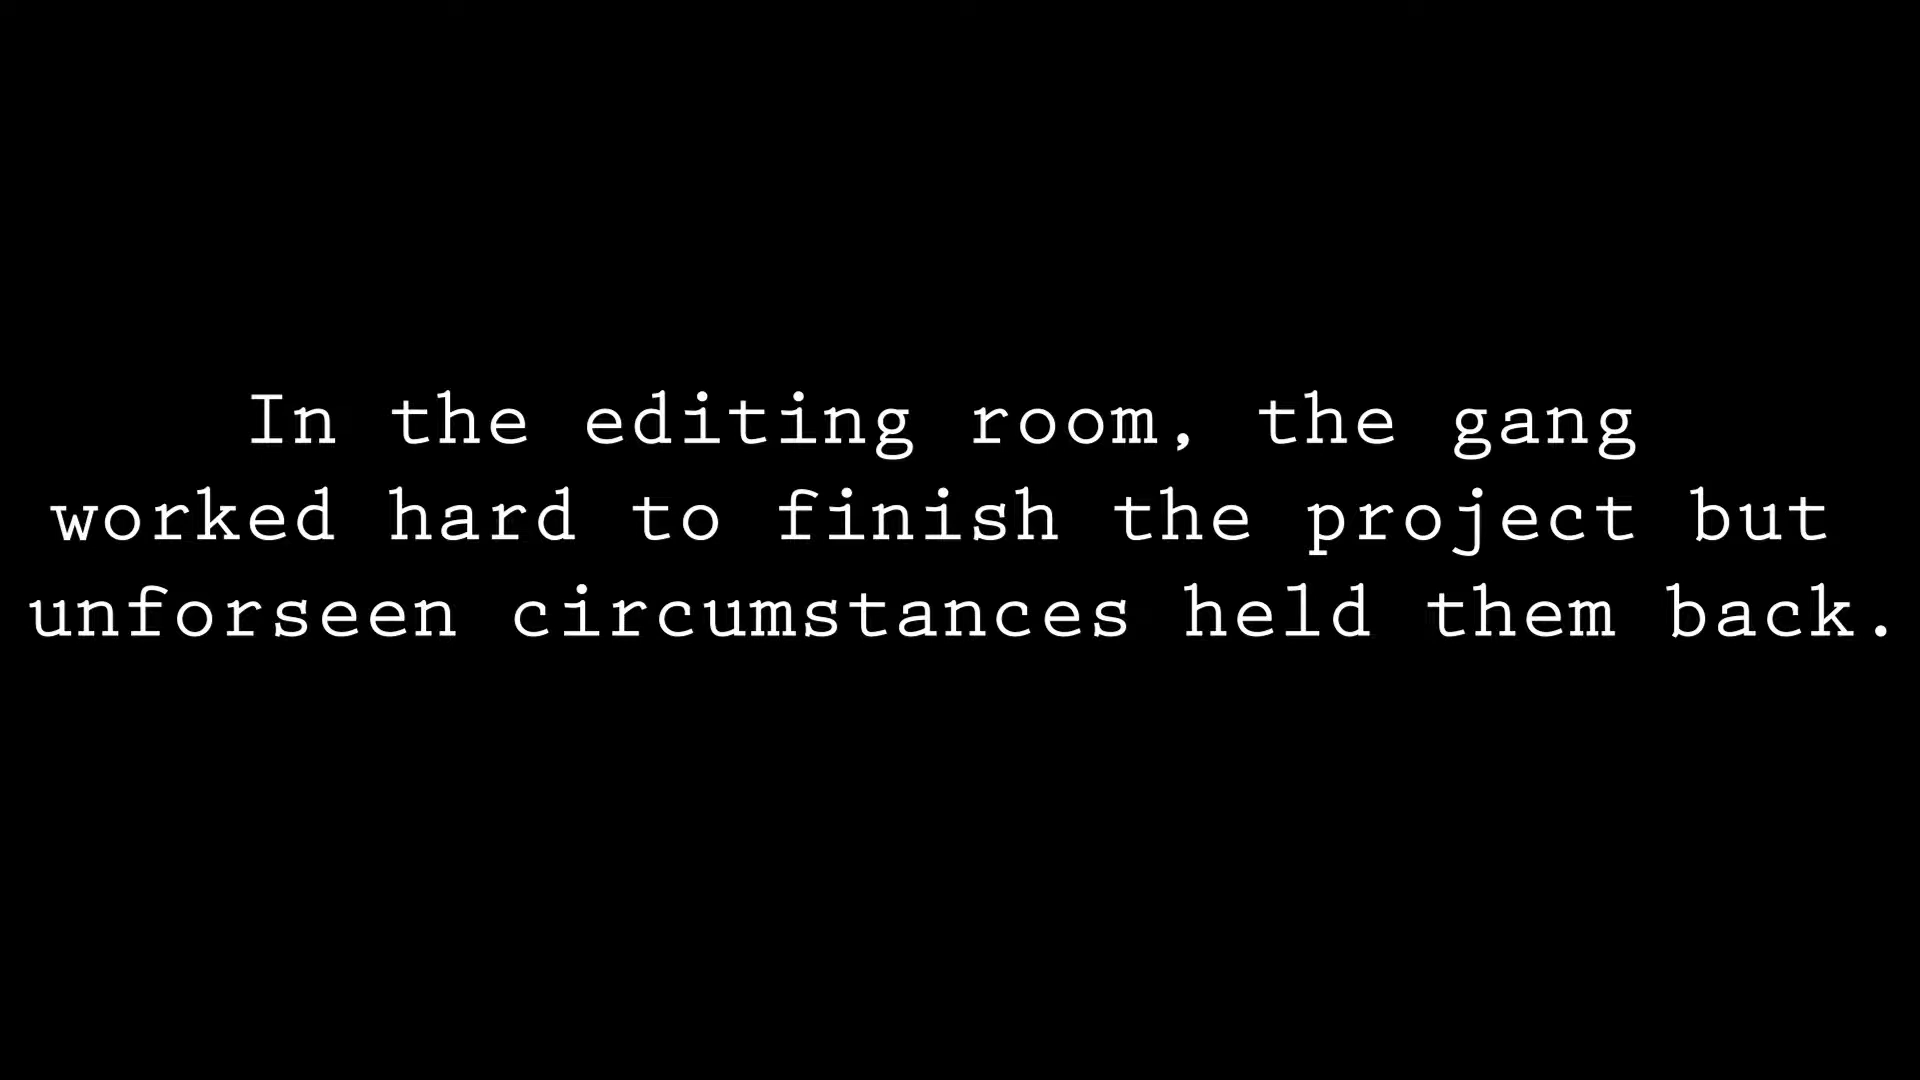 In the editing room, the gang
worked hard to finish the project but
unforseen circumstances held them back.